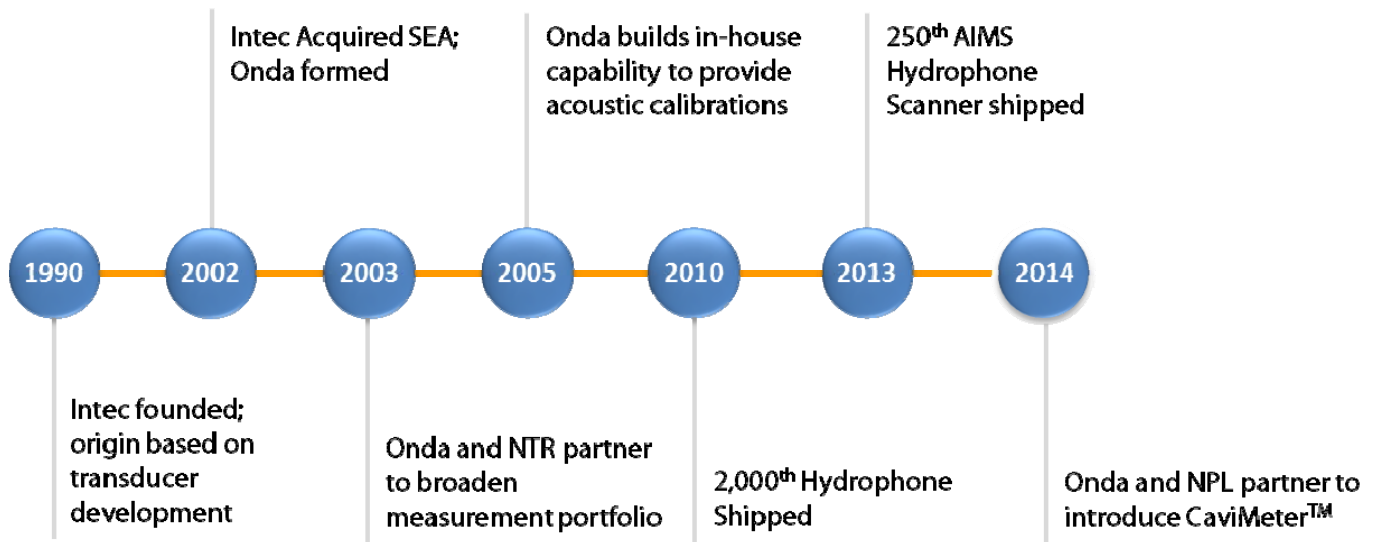 Intec Acquired SEA;
Onda formed
Onda builds in-house
capability to provide
acoustic calibrations
250th AIMS
Hydrophone
Scanner shipped
1990
2002
2003
2005
2010
2013
2014
Intec founded;
origin based on
transducer
development
Onda and NTR partner
to broaden
measurement portfolio
2,000th Hydrophone
Shipped
Onda and NPL partner to
introduce CaviMeter™